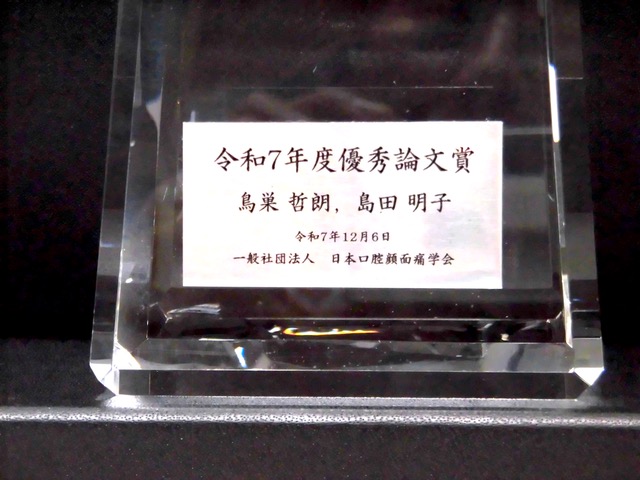 令和7年度優秀論文賞
鳥巣 哲朗, 島田 明子
令和7年12月6日
一般社団法人　日本口腔顔面痛学会